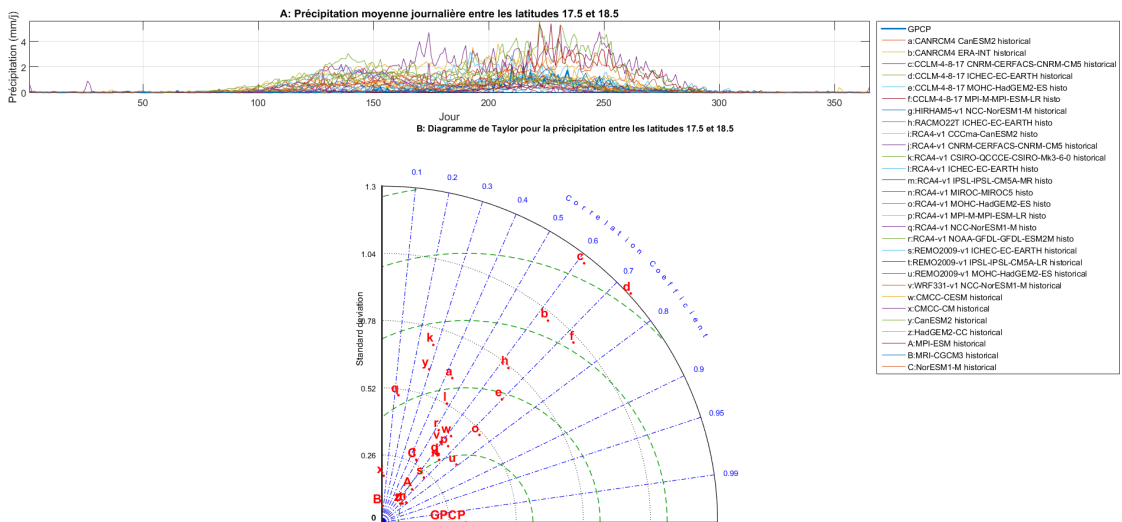 A: Précipitation moyenne journalière entre les latitudes 17.5 et 18.5
Précipitation (mm/j)
4
2
0
50
100
150
200
250
300
350
Jour
GPCP
a:CANRCM4 CanESM2 historical
b:CANRCM4 ERA-INT historical
c:CCLM-4-8-17 CNRM-CERFACS-CNRM-CM5 historical
d:CCLM-4-8-17 ICHEC-EC-EARTH historical
e:CCLM-4-8-17 MOHC-HadGEM2-ES histo
f:CCLM-4-8-17 MPI-M-MPI-ESM-LR histo
g:HIRHAM5-v1 NCC-NorESM1-M historical
h:RACMO22T ICHEC-EC-EARTH histo
i:RCA4-v1 CCCma-CanESM2 histo
j:RCA4-v1 CNRM-CERFACS-CNRM-CM5 historical
k:RCA4-v1 CSIRO-QCCCE-CSIRO-Mk3-6-0 historical
l:RCA4-v1 ICHEC-EC-EARTH histo
m:RCA4-v1 IPSL-IPSL-CM5A-MR histo
n:RCA4-v1 MIROC-MIROC5 histo
o:RCA4-v1 MOHC-HadGEM2-ES histo
p:RCA4-v1 MPI-M-MPI-ESM-LR histo
q:RCA4-v1 NCC-NorESM1-M histo
r:RCA4-v1 NOAA-GFDL-GFDL-ESM2M histo
s:REMO2009-v1 ICHEC-EC-EARTH historical
t:REMO2009-v1 IPSL-IPSL-CM5A-LR historical
u:REMO2009-v1 MOHC-HadGEM2-ES historical
v:WRF331-v1 NCC-NorESM1-M historical
w:CMCC-CESM historical
x:CMCC-CM historical
y:CanESM2 historical
z:HadGEM2-CC historical
A:MPI-ESM historical
B:MRI-CGCM3 historical
C:NorESM1-M historical
B: Diagramme de Taylor pour la précipitation entre les latitudes 17.5 et 18.5
Standard deviation
1.3
1.04
0.78
0.52
0.26
0
0.1
0.2
0.3
0.4
0.5
0.6
0.7
0.8
0.9
0.95
0.99
Correlation Coefficient
c
d
b
f
k
h
y
a
q
l
e
r
w
o
v
p
C
u
x
s
A
B
GPCP